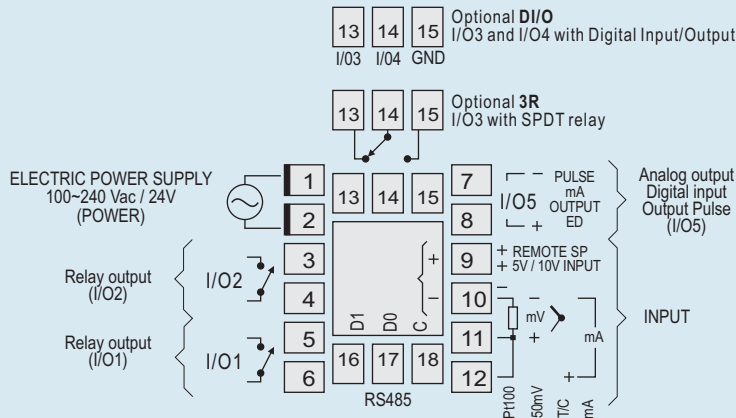 13 14 15
I/03 I/04 GND
Optional DI/O
I/O3 and I/O4 with Digital Input/Output
13 14 15
Optional 3R
I/O3 with SPDT relay
ELECTRIC POWER SUPPLY
100~240 Vac / 24V
(POWER)
1
2
13 14 15
7
8
I/O5
– PULSE
mA
OUTPUT
+ ED
Analog output
Digital input
Output Pulse
(I/O5)
Relay output
(I/O2)
I/O2
3
4
Relay output
(I/O1)
I/O1
5
6
+
–
D1 D0 C
16 17 18
RS485
9
10
11
12
+ REMOTE SP
+ 5V / 10V INPUT
–
– mV +
mA
+
Pt100 50mV T/C mA
INPUT